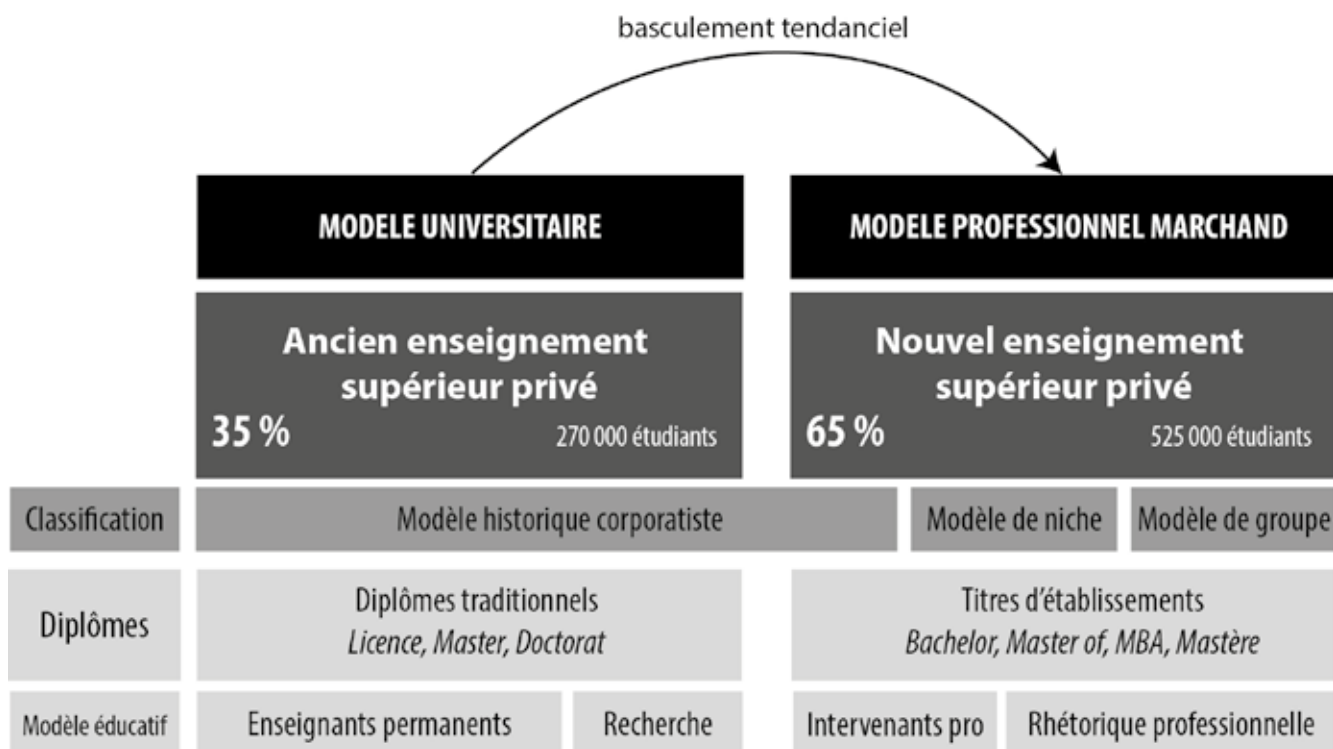 basculement tendanciel
MODELE UNIVERSITAIRE
MODELE PROFESSIONNEL MARCHAND
Ancien enseignement
supérieur privé
35 %
270 000 étudiants
Nouvel enseignement
supérieur privé
65 %
525 000 étudiants
Classification
Modèle historique corporatiste
Modèle de niche
Modèle de groupe
Diplômes
Diplômes traditionnels
Licence, Master, Doctorat
Titres d'établissements
Bachelor, Master of, MBA, Mastère
Modèle éducatif
Enseignants permanents
Recherche
Intervenants pro
Rhétorique professionnelle